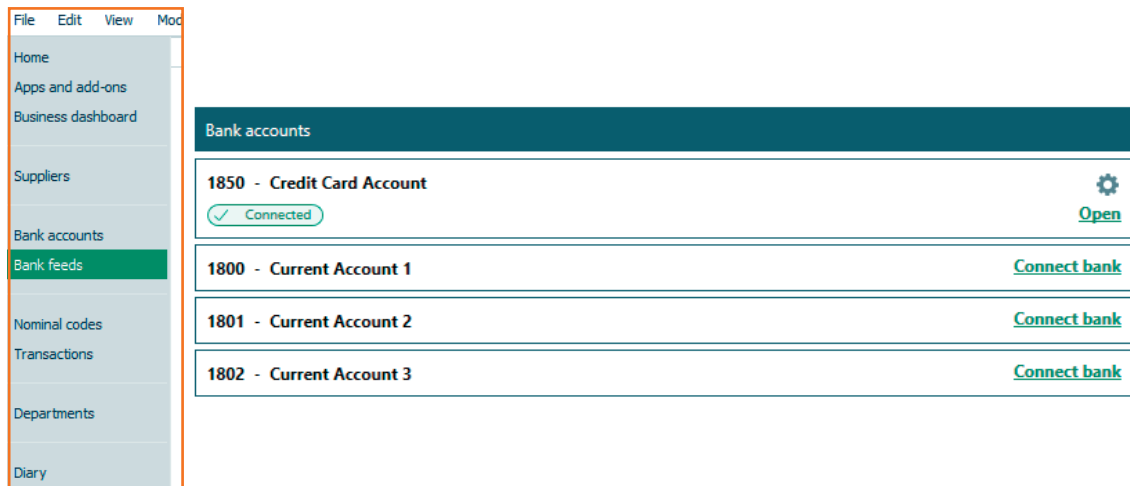 File Edit View
Home
Apps and add-ons
Business dashboard
Suppliers
Bank accounts
Bank feeds
Nominal codes
Transactions
Departments
Diary
Bank accounts
1850 - Credit Card Account
Connected
Open
1800 - Current Account 1
Connect bank
1801 - Current Account 2
Connect bank
1802 - Current Account 3
Connect bank